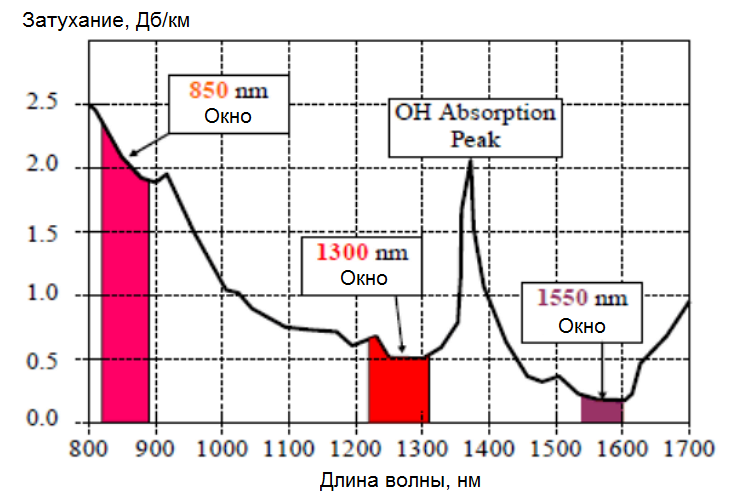 Затухание, Дб/км
850 nm
Окно
OH Absorption
Peak
1300 nm
Окно
1550 nm
Окно
2.5
2.0
1.5
1.0
0.5
0.0
800 900 1000 1100 1200 1300 1400 1500 1600 1700
Длина волны, нм